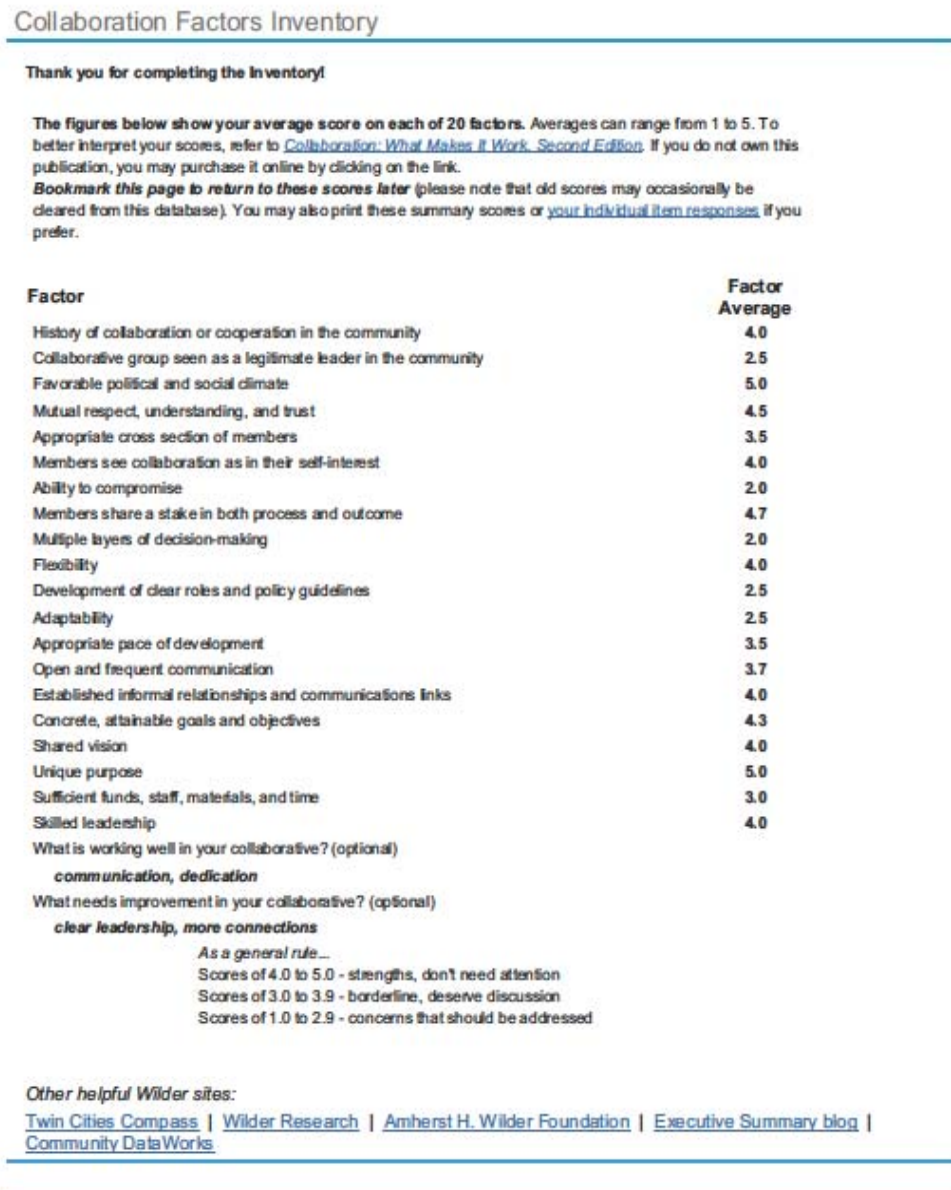 Collaboration Factors Inventory
Thank you for completing the Inventory!
The figures below show your average score on each of 20 factors. Averages can range from 1 to 5. To
better interpret your scores, refer to Collaboration: What Makes It Work, Second Edition. If you do not own this
publication, you may purchase it online by clicking on the link.
Bookmark this page to return to these scores later (please note that old scores may occasionally be
cleared from this database). You may also print these summary scores or your individual item responses if you
prefer.
Factor Factor Average
History of collaboration or cooperation in the community 4.0
Collaborative group seen as a legitimate leader in the community 2.5
Favorable political and social climate 5.0
Mutual respect, understanding, and trust 4.5
Appropriate cross section of members 3.5
Members see collaboration as in their self-interest 4.0
Ability to compromise 2.0
Members share a stake in both process and outcome 4.7
Multiple layers of decision-making 2.0
Flexibility 4.0
Development of clear roles and policy guidelines 2.5
Adaptability 2.5
Appropriate pace of development 3.5
Open and frequent communication 3.7
Established informal relationships and communications links 4.0
Concrete, attainable goals and objectives 4.3
Shared vision 4.0
Unique purpose 5.0
Sufficient funds, staff, materials, and time 3.0
Skilled leadership 4.0
What is working well in your collaborative? (optional)
communication, dedication
What needs improvement in your collaborative? (optional)
clear leadership, more connections
As a general rule...
Scores of 4.0 to 5.0 - strengths, don't need attention
Scores of 3.0 to 3.9 - borderline, deserve discussion
Scores of 1.0 to 2.9 - concerns that should be addressed
Other helpful Wilder sites:
Twin Cities Compass | Wilder Research | Amherst H. Wilder Foundation | Executive Summary blog |
Community DataWorks